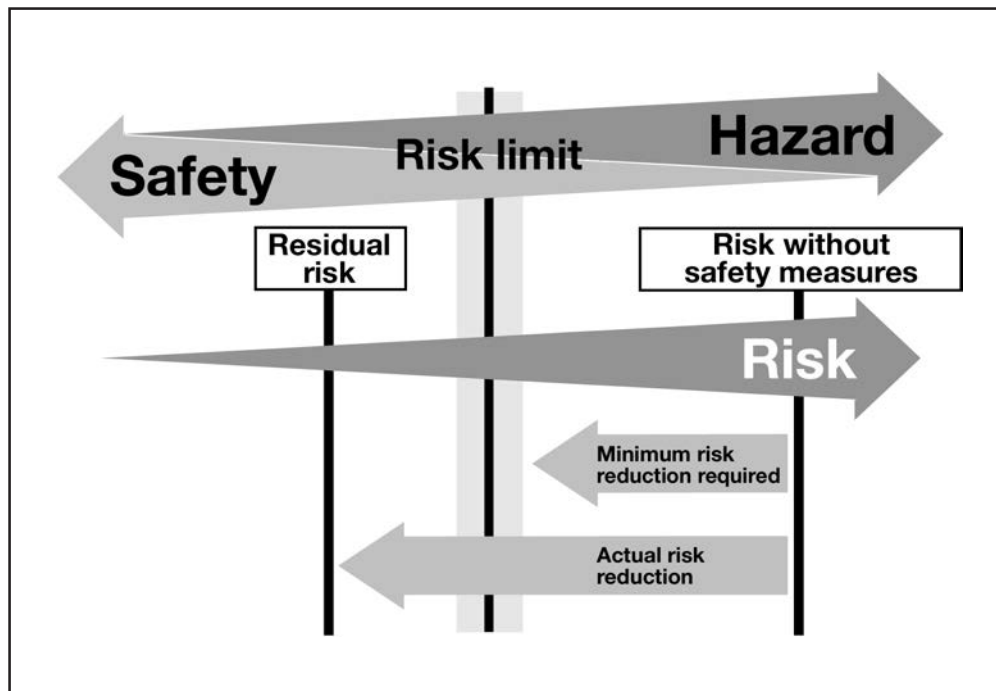 Hazard
Risk limit
Safety
Residual
risk
Risk without
safety measures
Risk
Minimum risk
reduction required
Actual risk
reduction